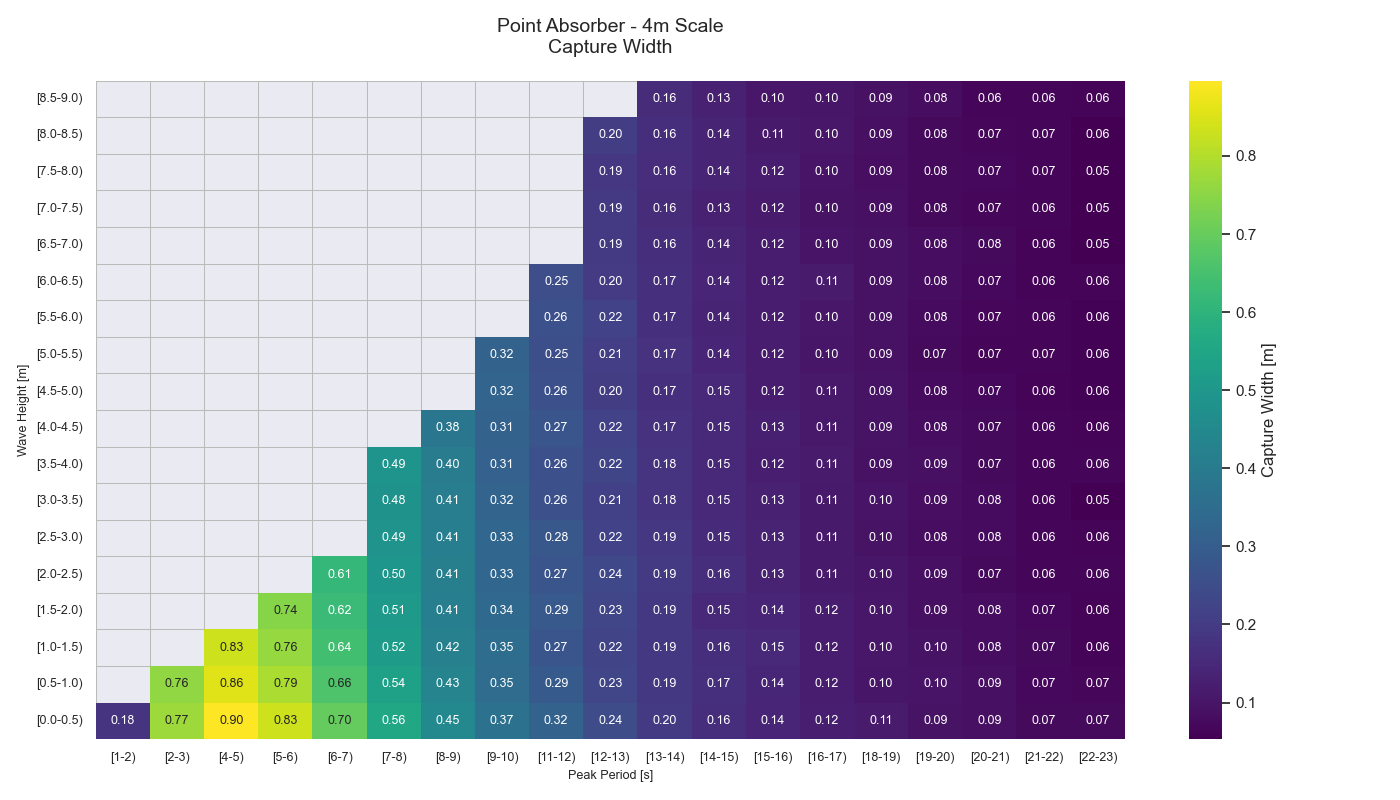 Point Absorber - 4m Scale
Capture Width
[8.5-9.0) 0.16 0.13 0.10 0.10 0.09 0.08 0.06 0.06 0.06
[8.0-8.5) 0.20 0.16 0.14 0.11 0.10 0.09 0.08 0.07 0.07 0.06
[7.5-8.0) 0.19 0.16 0.14 0.12 0.10 0.09 0.08 0.07 0.07 0.05
[7.0-7.5) 0.19 0.16 0.13 0.12 0.10 0.09 0.08 0.07 0.06 0.05
[6.5-7.0) 0.19 0.16 0.14 0.12 0.10 0.09 0.08 0.08 0.06 0.05
[6.0-6.5) 0.25 0.20 0.17 0.14 0.12 0.11 0.09 0.08 0.07 0.06 0.06
[5.5-6.0) 0.26 0.22 0.17 0.14 0.12 0.10 0.09 0.08 0.07 0.06 0.06
[5.0-5.5) 0.32 0.25 0.21 0.17 0.14 0.12 0.10 0.09 0.07 0.07 0.07 0.06
[4.5-5.0) 0.32 0.26 0.20 0.17 0.15 0.12 0.11 0.09 0.08 0.07 0.06 0.06
[4.0-4.5) 0.38 0.31 0.27 0.22 0.17 0.15 0.13 0.11 0.09 0.08 0.07 0.06 0.06
[3.5-4.0) 0.49 0.40 0.31 0.26 0.22 0.18 0.15 0.12 0.11 0.09 0.09 0.07 0.06 0.06
[3.0-3.5) 0.48 0.41 0.32 0.26 0.21 0.18 0.15 0.13 0.11 0.10 0.09 0.08 0.06 0.05
[2.5-3.0) 0.49 0.41 0.33 0.28 0.22 0.19 0.15 0.13 0.11 0.10 0.08 0.08 0.06 0.06
[2.0-2.5) 0.61 0.50 0.41 0.33 0.27 0.24 0.19 0.16 0.13 0.11 0.10 0.09 0.07 0.06 0.06
[1.5-2.0) 0.74 0.62 0.51 0.41 0.34 0.29 0.23 0.19 0.15 0.14 0.12 0.10 0.09 0.08 0.07 0.06
[1.0-1.5) 0.83 0.76 0.64 0.52 0.42 0.35 0.27 0.22 0.19 0.16 0.15 0.12 0.10 0.10 0.08 0.07 0.06
[0.5-1.0) 0.76 0.86 0.79 0.66 0.54 0.43 0.35 0.29 0.23 0.19 0.17 0.14 0.12 0.10 0.10 0.09 0.07 0.07
[0.0-0.5) 0.18 0.77 0.90 0.83 0.70 0.56 0.45 0.37 0.32 0.24 0.20 0.16 0.14 0.12 0.11 0.09 0.09 0.07 0.07
[1-2) [2-3) [4-5) [5-6) [6-7) [7-8) [8-9) [9-10) [11-12) [12-13) [13-14) [14-15) [15-16) [16-17) [18-19) [19-20) [20-21) [21-22) [22-23)
Peak Period [s]
Wave Height [m]
0.8
0.7
0.6
0.5
0.4
0.3
0.2
0.1
Capture Width [m]